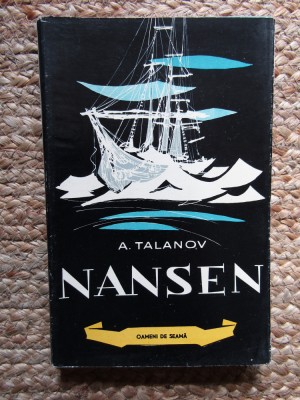 A. TALANOV
NANSEN
OAMENI DE SEAMĂ